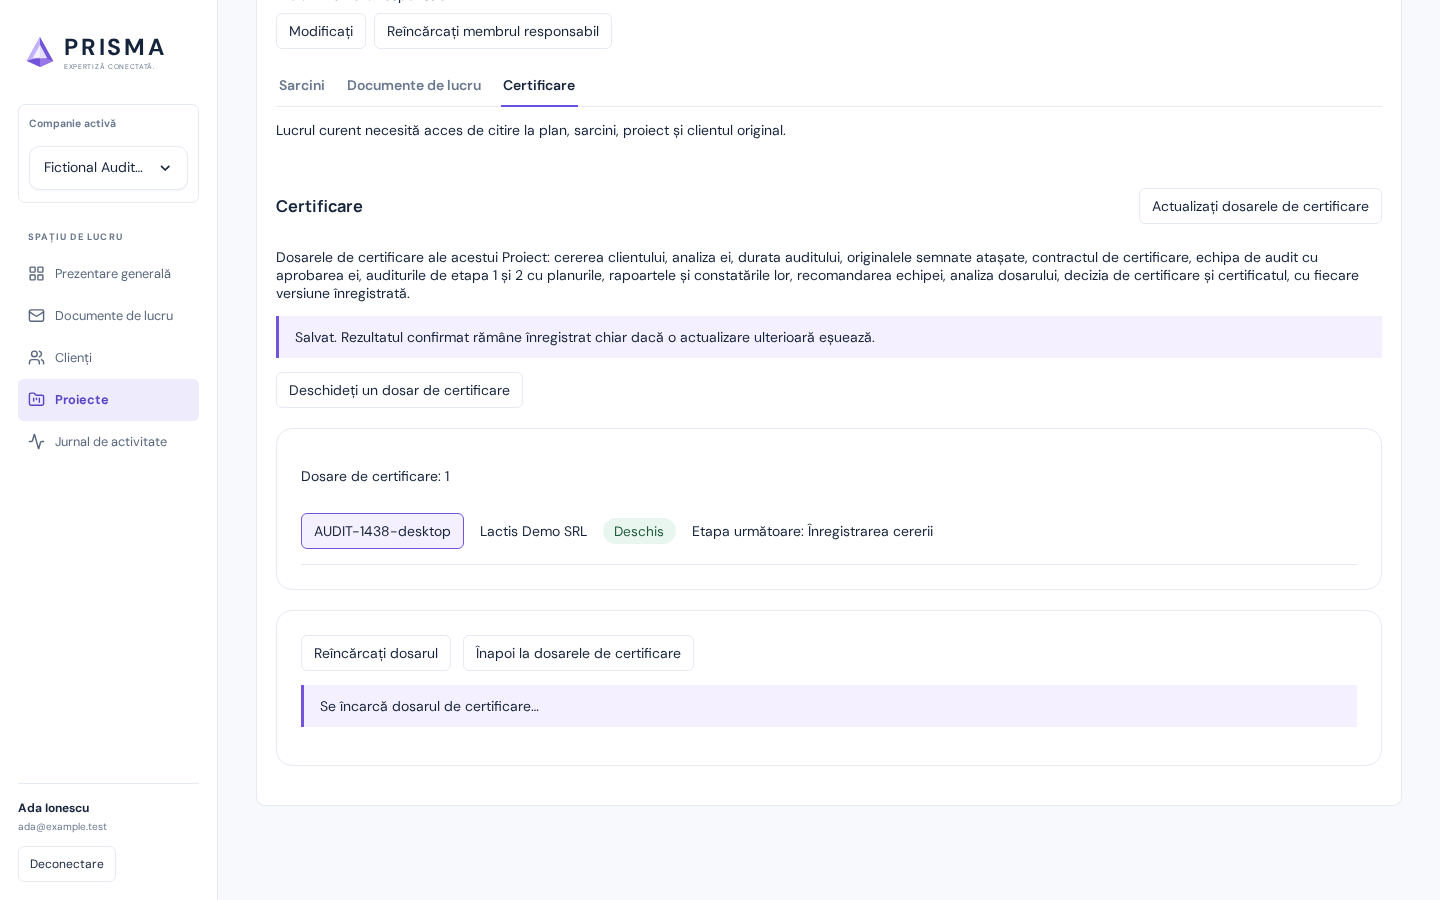 PRISMA
EXPERTIZĂ CONECTATĂ.
Companie activă
Fictional Audit...
SPAȚIU DE LUCRU
Prezentare generală
Documente de lucru
Clienți
Proiecte
Jurnal de activitate
Ada Ionescu
ada@example.test
Deconectare
Modificați
Reîncărcați membrul responsabil
Sarcini
Documente de lucru
Certificare
Lucrul curent necesită acces de citire la plan, sarcini, proiect și clientul original.
Certificare
Actualizați dosarele de certificare
Dosarele de certificare ale acestui Proiect: cererea clientului, analiza ei, durata auditului, originalele semnate atașate, contractul de certificare, echipa de audit cu
aprobarea ei, auditurile de etapa 1 și 2 cu planurile, rapoartele și constatările lor, recomandarea echipei, analiza dosarului, decizia de certificare și certificatul, cu fiecare
versiune înregistrată.
Salvat. Rezultatul confirmat rămâne înregistrat chiar dacă o actualizare ulterioară eșuează.
Deschideți un dosar de certificare
Dosare de certificare: 1
AUDIT-1438-desktop
Lactis Demo SRL
Deschis
Etapa următoare: Înregistrarea cererii
Reîncărcați dosarul
Înapoi la dosarele de certificare
Se încarcă dosarul de certificare...